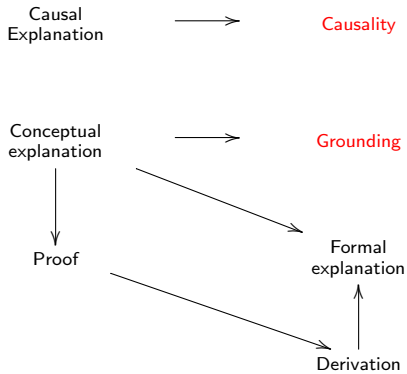 Causal
Explanation
Causality
Conceptual
explanation
Grounding
Proof
Formal
explanation
Derivation